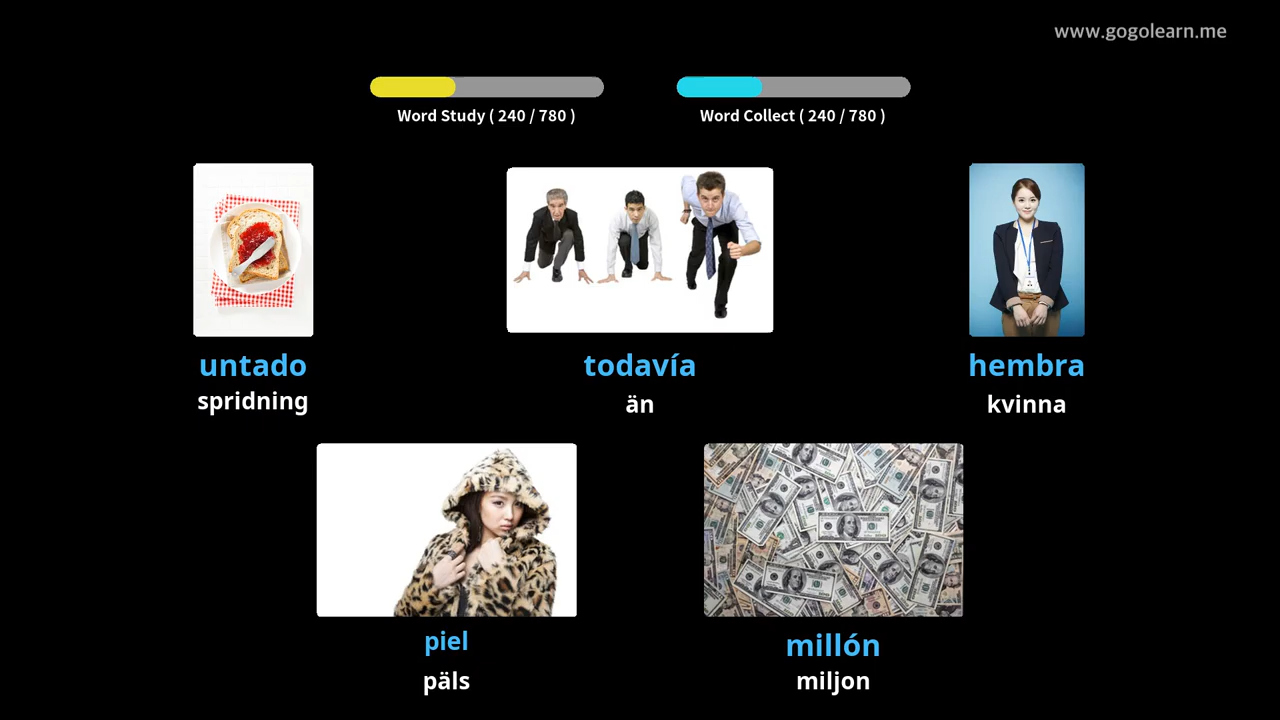 www.gogolearn.me
Word Study ( 240 / 780 )
Word Collect ( 240 / 780 )
untado
spridning
todavía
än
hembra
kvinna
piel
päls
millón
miljon